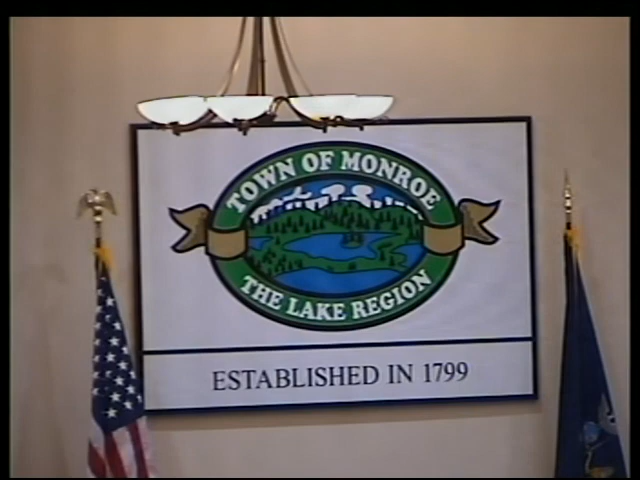 TOWN OF MONROE
THE LAKE REGION
ESTABLISHED IN 1799